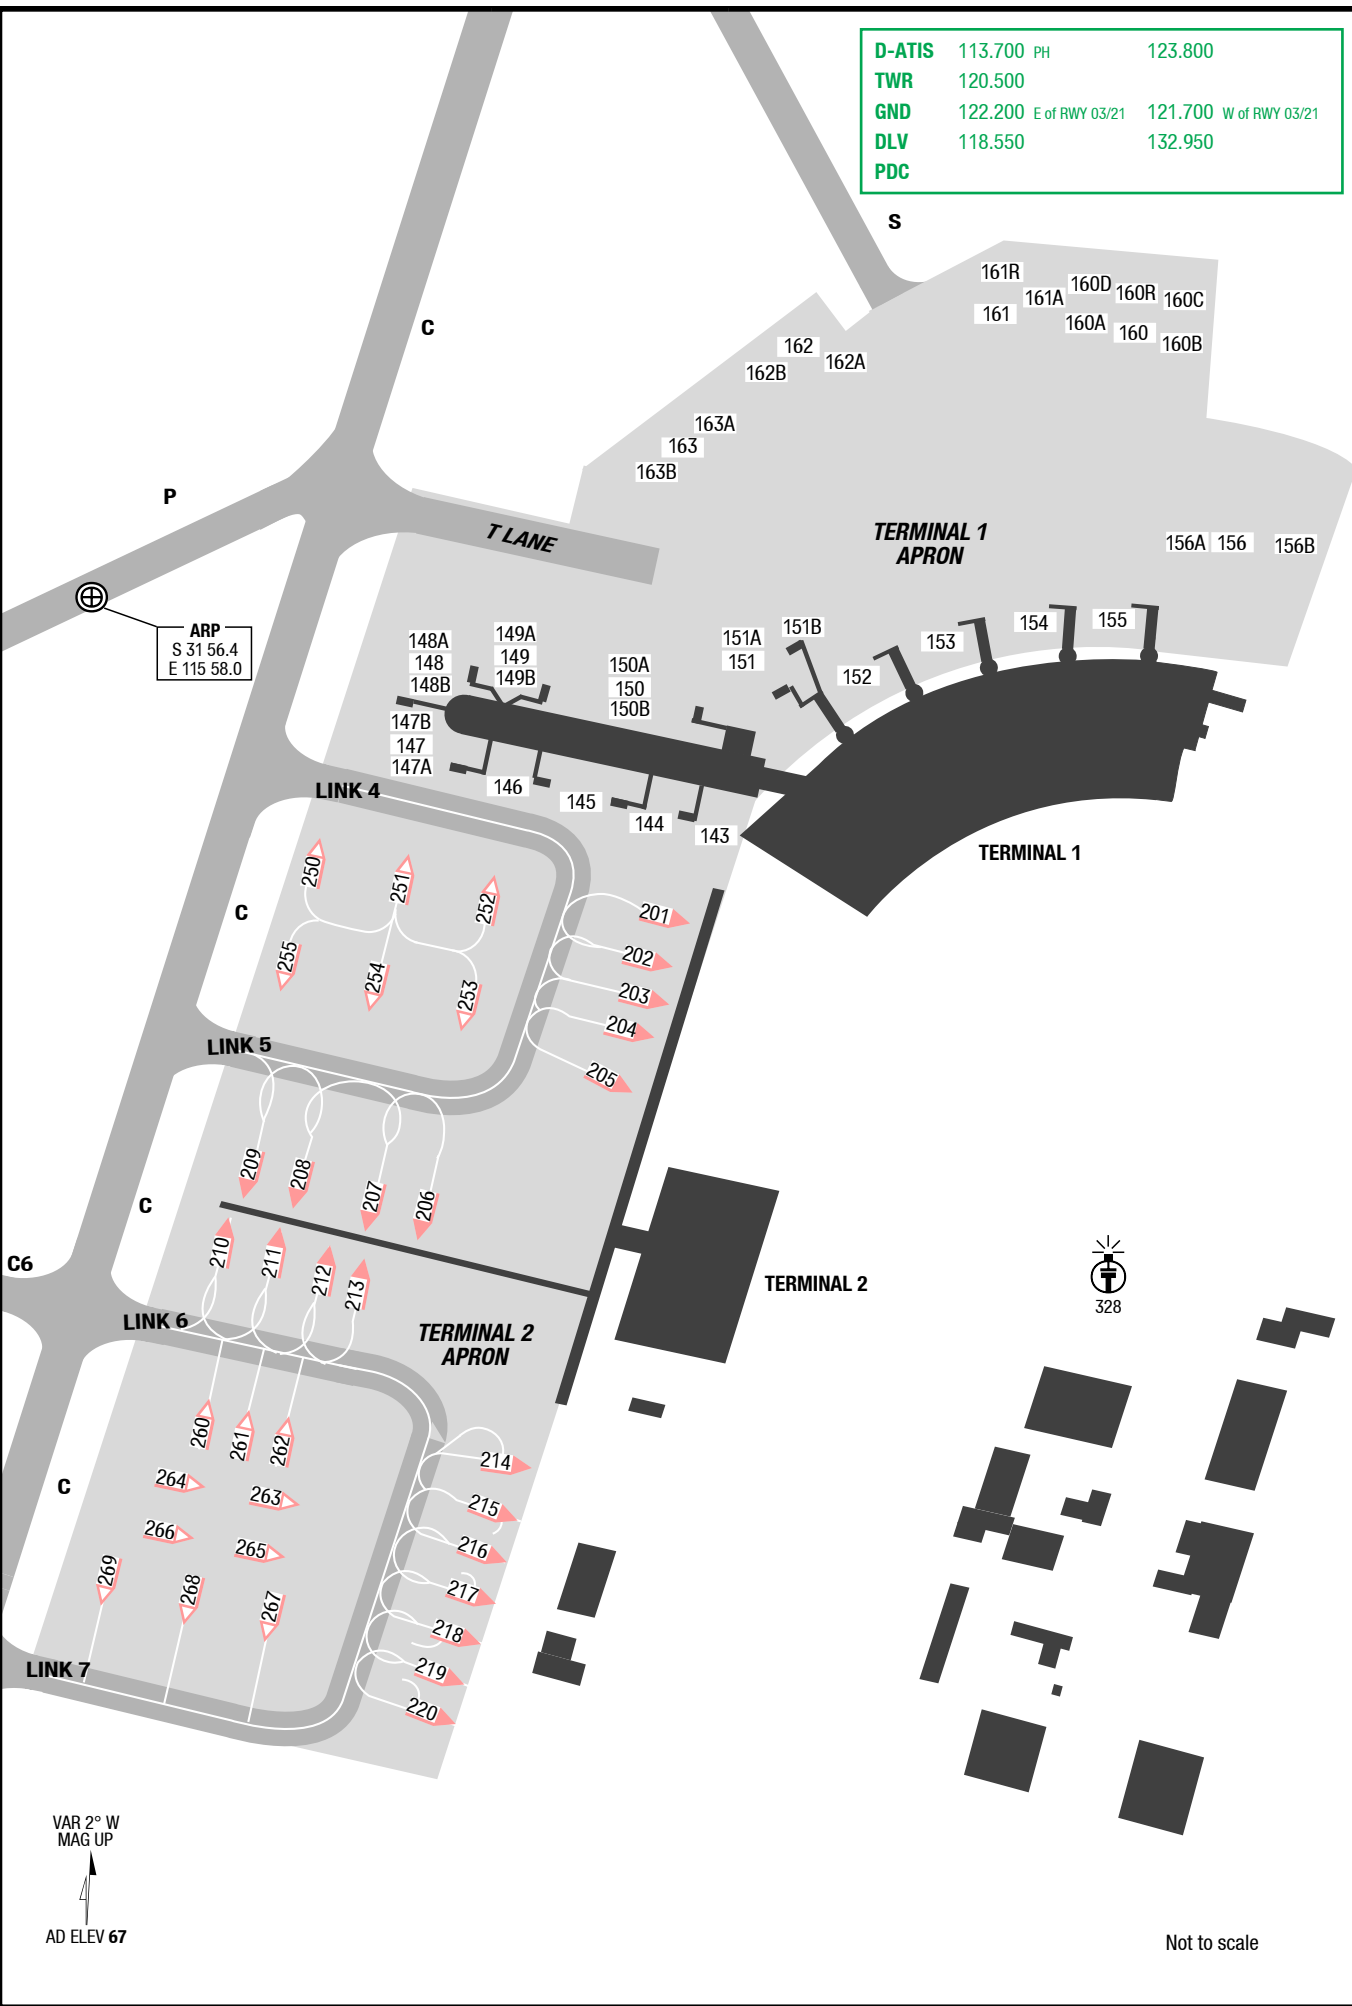 D-ATIS 113.700 PH 123.800
TWR 120.500
GND 122.200 E of RWY 03/21 121.700 W of RWY 03/21
DLV 118.550 132.950
PDC
S
161R
161A
160D
160R
160C
161
160A
160
160B
C
162
162A
162B
163A
163
163B
P
T LANE
TERMINAL 1
APRON
156A
156
156B
ARP
S 31 56.4
E 115 58.0
148A
148
148B
149A
149
149B
150A
150
150B
151A
151
151B
152
153
154
155
147B
147
147A
146
145
144
143
LINK 4
TERMINAL 1
250
251
252
C
255
254
253
201
202
203
204
205
LINK 5
209
208
207
206
C
C6
210
211
212
213
LINK 6
TERMINAL 2
APRON
TERMINAL 2
328
260
261
262
264
263
C
266
265
269
268
267
214
215
216
217
218
219
220
LINK 7
VAR 2° W
MAG UP
AD ELEV 67
Not to scale